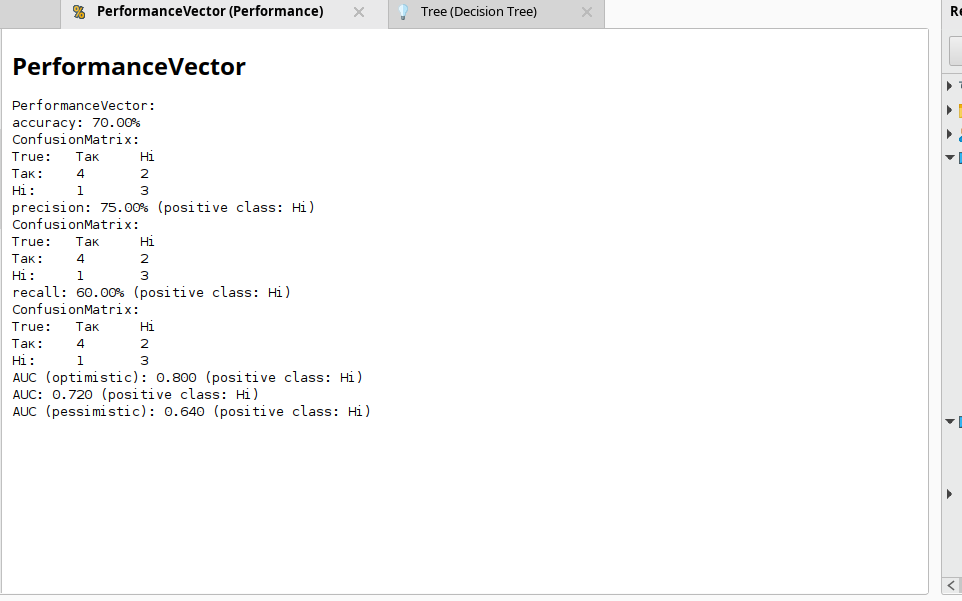 PerformanceVector (Performance)
Tree (Decision Tree)
PerformanceVector
PerformanceVector:
accuracy: 70.00%
ConfusionMatrix:
True: Так Ні
Так: 4 2
Ні: 1 3
precision: 75.00% (positive class: Ні)
ConfusionMatrix:
True: Так Ні
Так: 4 2
Ні: 1 3
recall: 60.00% (positive class: Ні)
ConfusionMatrix:
True: Так Ні
Так: 4 2
Ні: 1 3
AUC (optimistic): 0.800 (positive class: Ні)
AUC: 0.720 (positive class: Ні)
AUC (pessimistic): 0.640 (positive class: Ні)